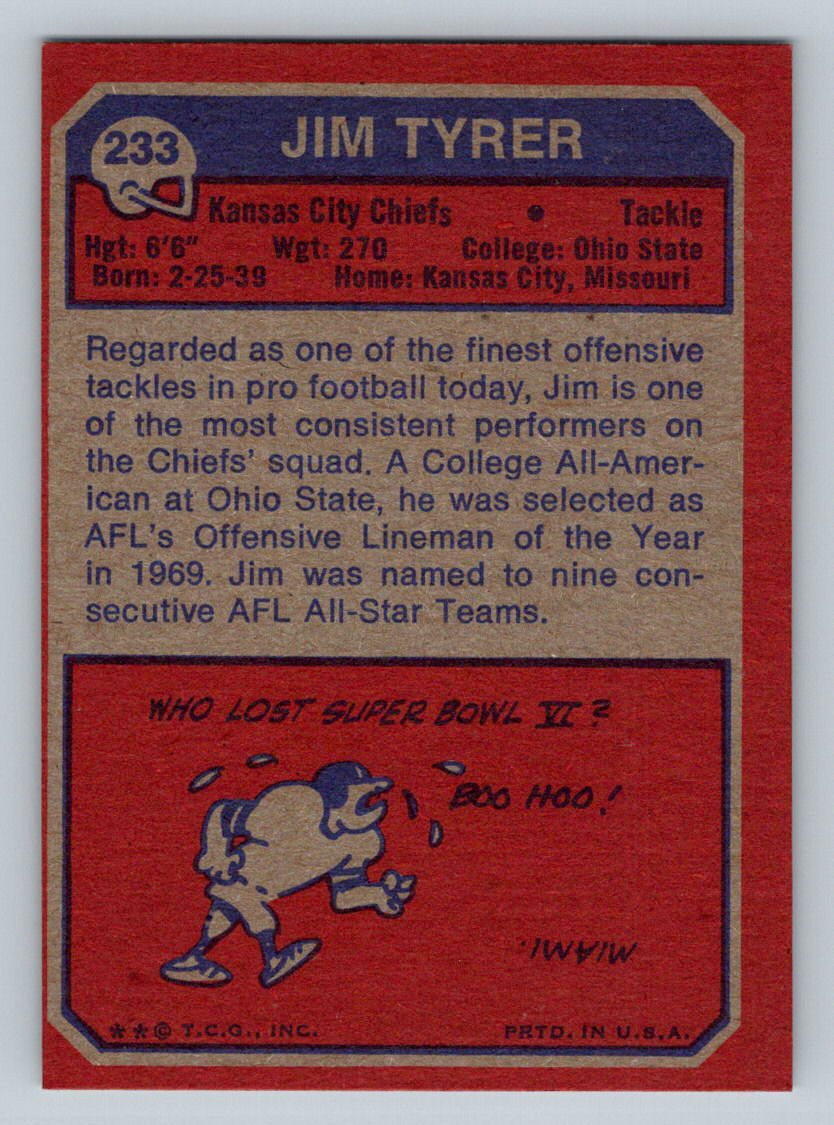 233
JIM TYRER
Kansas City Chiefs • Tackle
Hgt: 6'6" Wgt: 270 College: Ohio State
Born: 2-25-39 Home: Kansas City, Missouri
Regarded as one of the finest offensive
tackles in pro football today, Jim is one
of the most consistent performers on
the Chiefs' squad. A College All-Amer-
ican at Ohio State, he was selected as
AFL's Offensive Lineman of the Year
in 1969. Jim was named to nine con-
secutive AFL All-Star Teams.
WHO LOST SUPER BOWL VI?
BOO HOO!
MIAMI.
**© T.C.G., INC. PRTD. IN U.S.A.